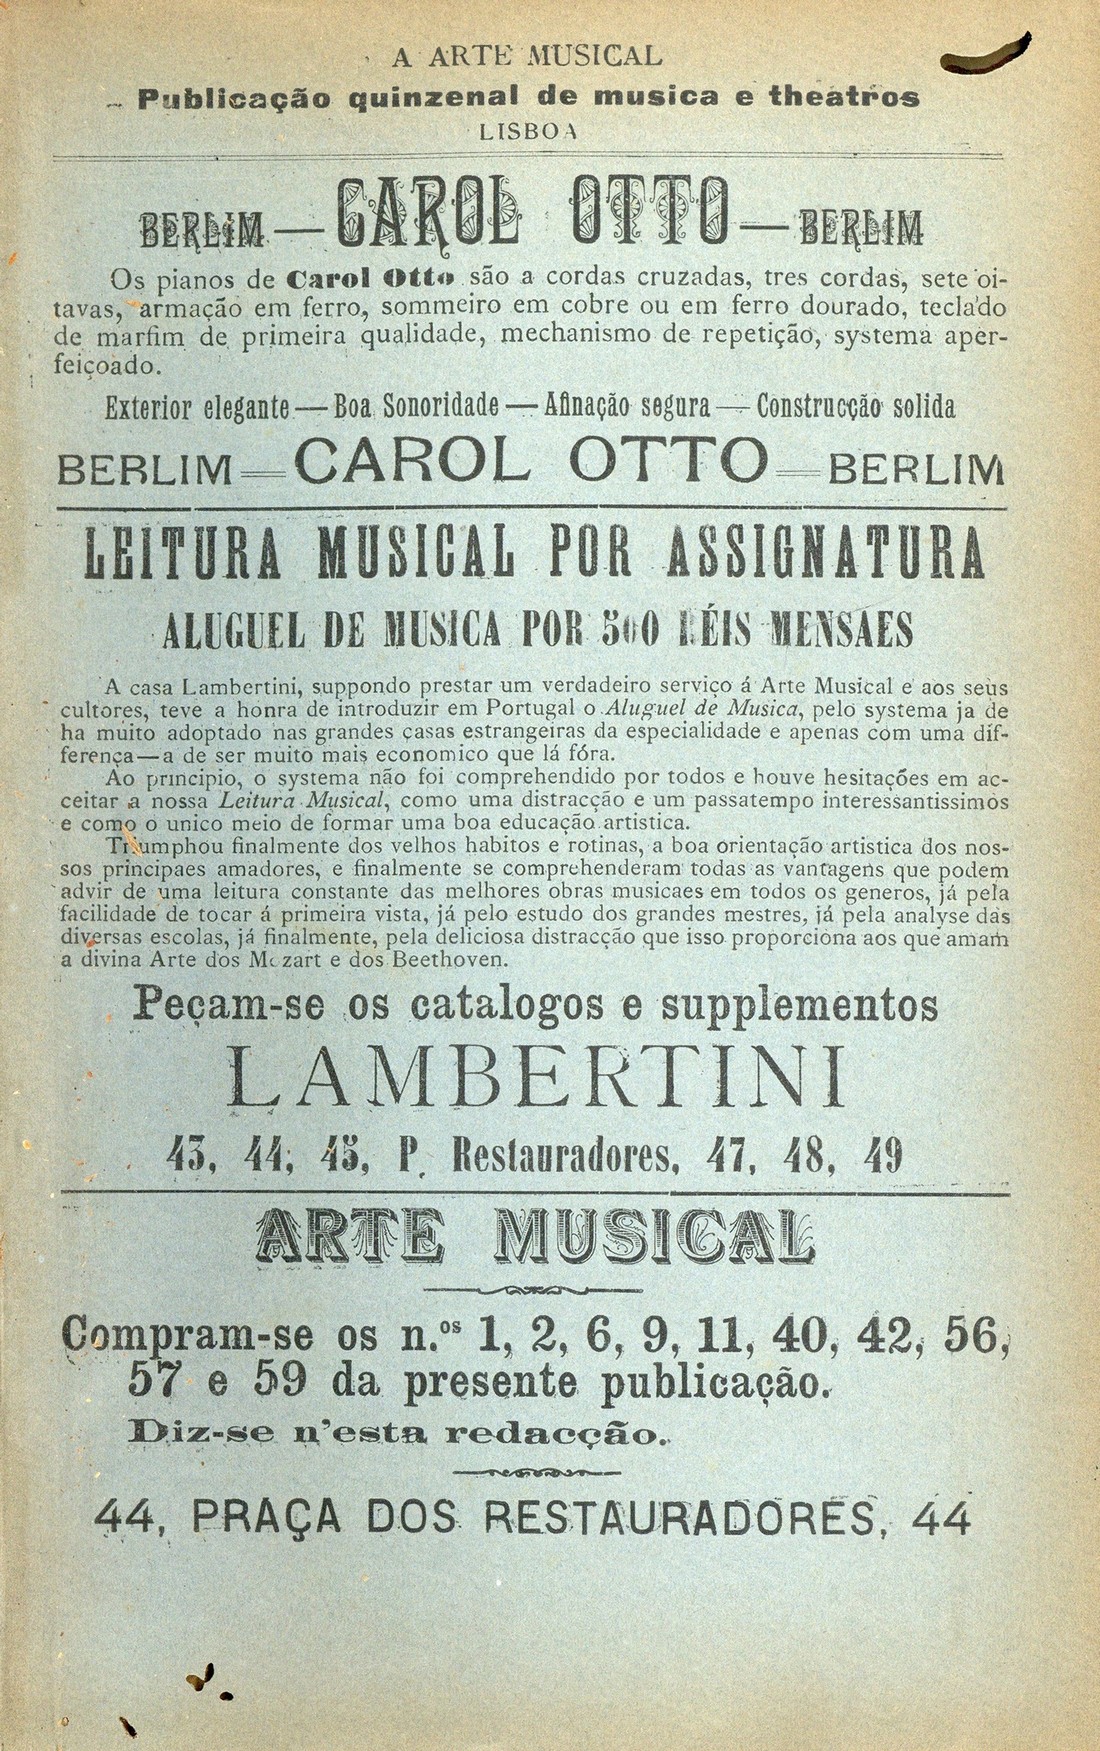 A ARTE MUSICAL
Publicação quinzenal de musica e theatros
LISBOA
BERLIM — CAROL OTTO — BERLIM
Os pianos de Carol Otto são a cordas cruzadas, tres cordas, sete oi-
tavas, armação em ferro, sommeiro em cobre ou em ferro dourado, teclado
de marfim de primeira qualidade, mechanismo de repetição, systema aper-
feiçoado.
Exterior elegante — Boa Sonoridade — Afinação segura — Construcção solida
BERLIM = CAROL OTTO = BERLIM
LEITURA MUSICAL POR ASSIGNATURA
ALUGUEL DE MUSICA POR 500 RÉIS MENSAES
A casa Lambertini, suppondo prestar um verdadeiro serviço á Arte Musical e aos seus
cultores, teve a honra de introduzir em Portugal o Aluguel de Musica, pelo systema ja de
ha muito adoptado nas grandes casas estrangeiras da especialidade e apenas com uma dif-
ferença—a de ser muito mais economico que lá fóra.
Ao principio, o systema não foi comprehendido por todos e houve hesitações em ac-
ceitar a nossa Leitura Musical, como uma distracção e um passatempo interessantissimos
e como o unico meio de formar uma boa educação artistica.
Triumphou finalmente dos velhos habitos e rotinas, a boa orientação artistica dos nos-
sos principaes amadores, e finalmente se comprehenderam todas as vantagens que podem
advir de uma leitura constante das melhores obras musicaes em todos os generos, já pela
facilidade de tocar á primeira vista, já pelo estudo dos grandes mestres, já pela analyse das
diversas escolas, já finalmente, pela deliciosa distracção que isso proporciona aos que amam
a divina Arte dos Mozart e dos Beethoven.
Peçam-se os catalogos e supplementos
LAMBERTINI
43, 44, 45, P. Restauradores, 47, 48, 49
ARTE MUSICAL
Compram-se os n.os 1, 2, 6, 9, 11, 40, 42, 56,
57 e 59 da presente publicação.
Diz-se n'esta redacção.
44, PRAÇA DOS RESTAURADORES, 44